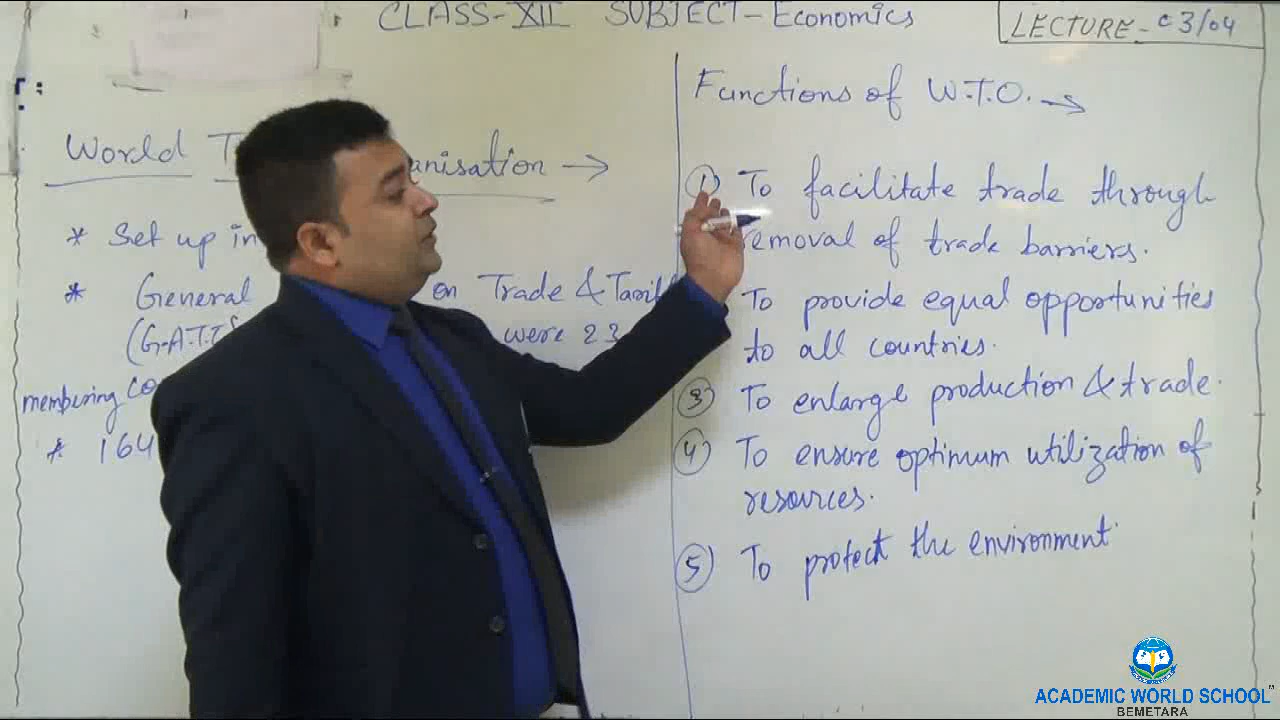 CLASS-XII SUBJECT-Economics
LECTURE- 03/04
World T anisation →
* Set up in
* General on Trade & Tariff
(G.A.T.T were 23
membering co
* 164
Functions of W.T.O. →
① To facilitate trade through
removal of trade barriers.
To provide equal opportunities
to all countries.
③ To enlarge production & trade.
④ To ensure optimum utilization of
resources.
⑤ To protect the environment
ACADEMIC WORLD SCHOOL
BEMETARA